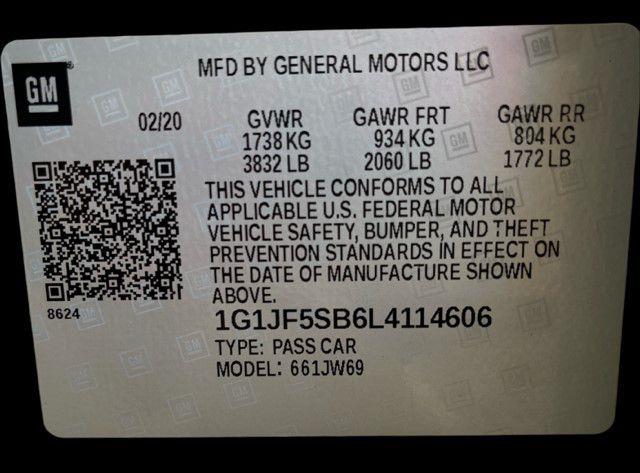 GM
MFD BY GENERAL MOTORS LLC
02/20 GVWR GAWR FRT GAWR RR
1738 KG 934 KG 804 KG
3832 LB 2060 LB 1772 LB
THIS VEHICLE CONFORMS TO ALL
APPLICABLE U.S. FEDERAL MOTOR
VEHICLE SAFETY, BUMPER, AND THEFT
PREVENTION STANDARDS IN EFFECT ON
THE DATE OF MANUFACTURE SHOWN
ABOVE.
8624
1G1JF5SB6L4114606
TYPE: PASS CAR
MODEL: 661JW69